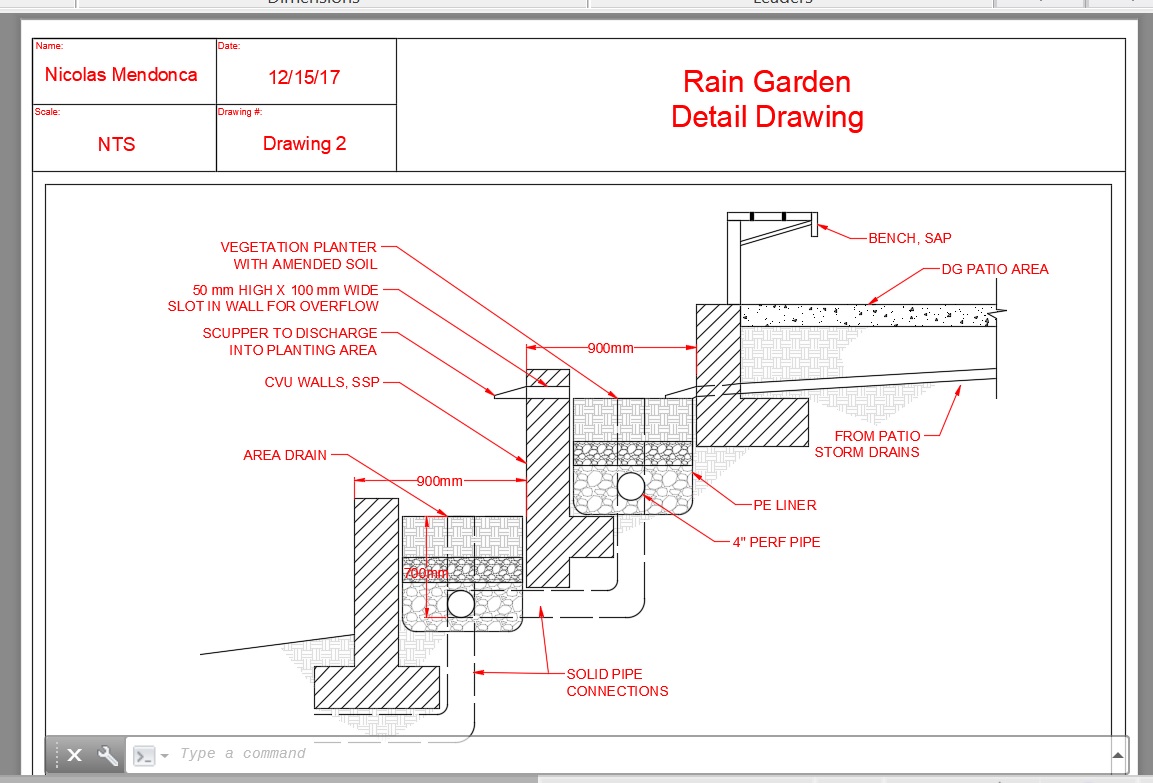 Dimensions
Leaders
Name:
Nicolas Mendonca
Date:
12/15/17
Scale:
NTS
Drawing #:
Drawing 2
Rain Garden
Detail Drawing
VEGETATION PLANTER
WITH AMENDED SOIL
50 mm HIGH X 100 mm WIDE
SLOT IN WALL FOR OVERFLOW
SCUPPER TO DISCHARGE
INTO PLANTING AREA
CVU WALLS, SSP
AREA DRAIN
BENCH, SAP
DG PATIO AREA
900mm
FROM PATIO
STORM DRAINS
900mm
PE LINER
4" PERF PIPE
700mm
SOLID PIPE
CONNECTIONS
Type a command